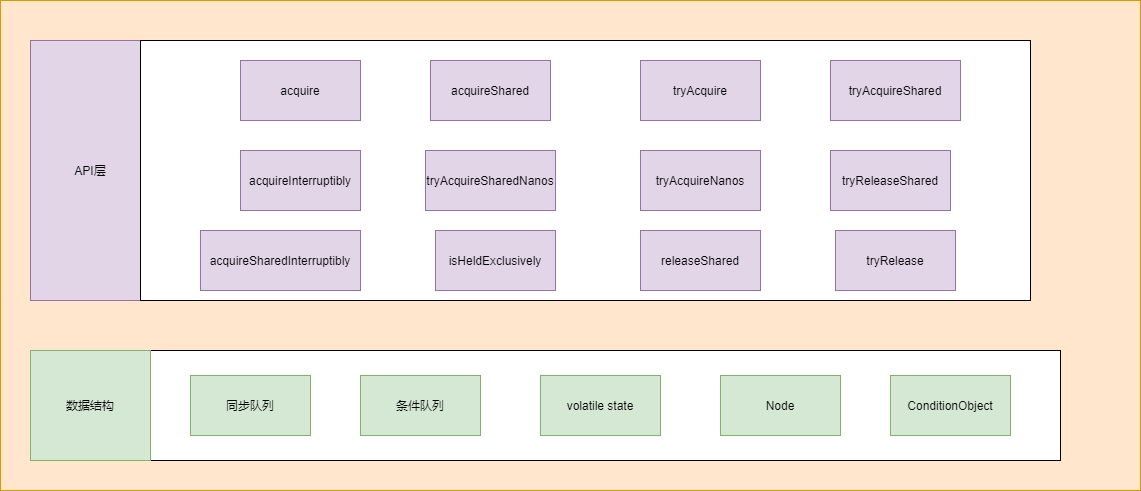 API层
acquire
acquireShared
tryAcquire
tryAcquireShared
acquireInterruptibly
tryAcquireSharedNanos
tryAcquireNanos
tryReleaseShared
acquireSharedInterruptibly
isHeldExclusively
releaseShared
tryRelease
数据结构
同步队列
条件队列
volatile state
Node
ConditionObject